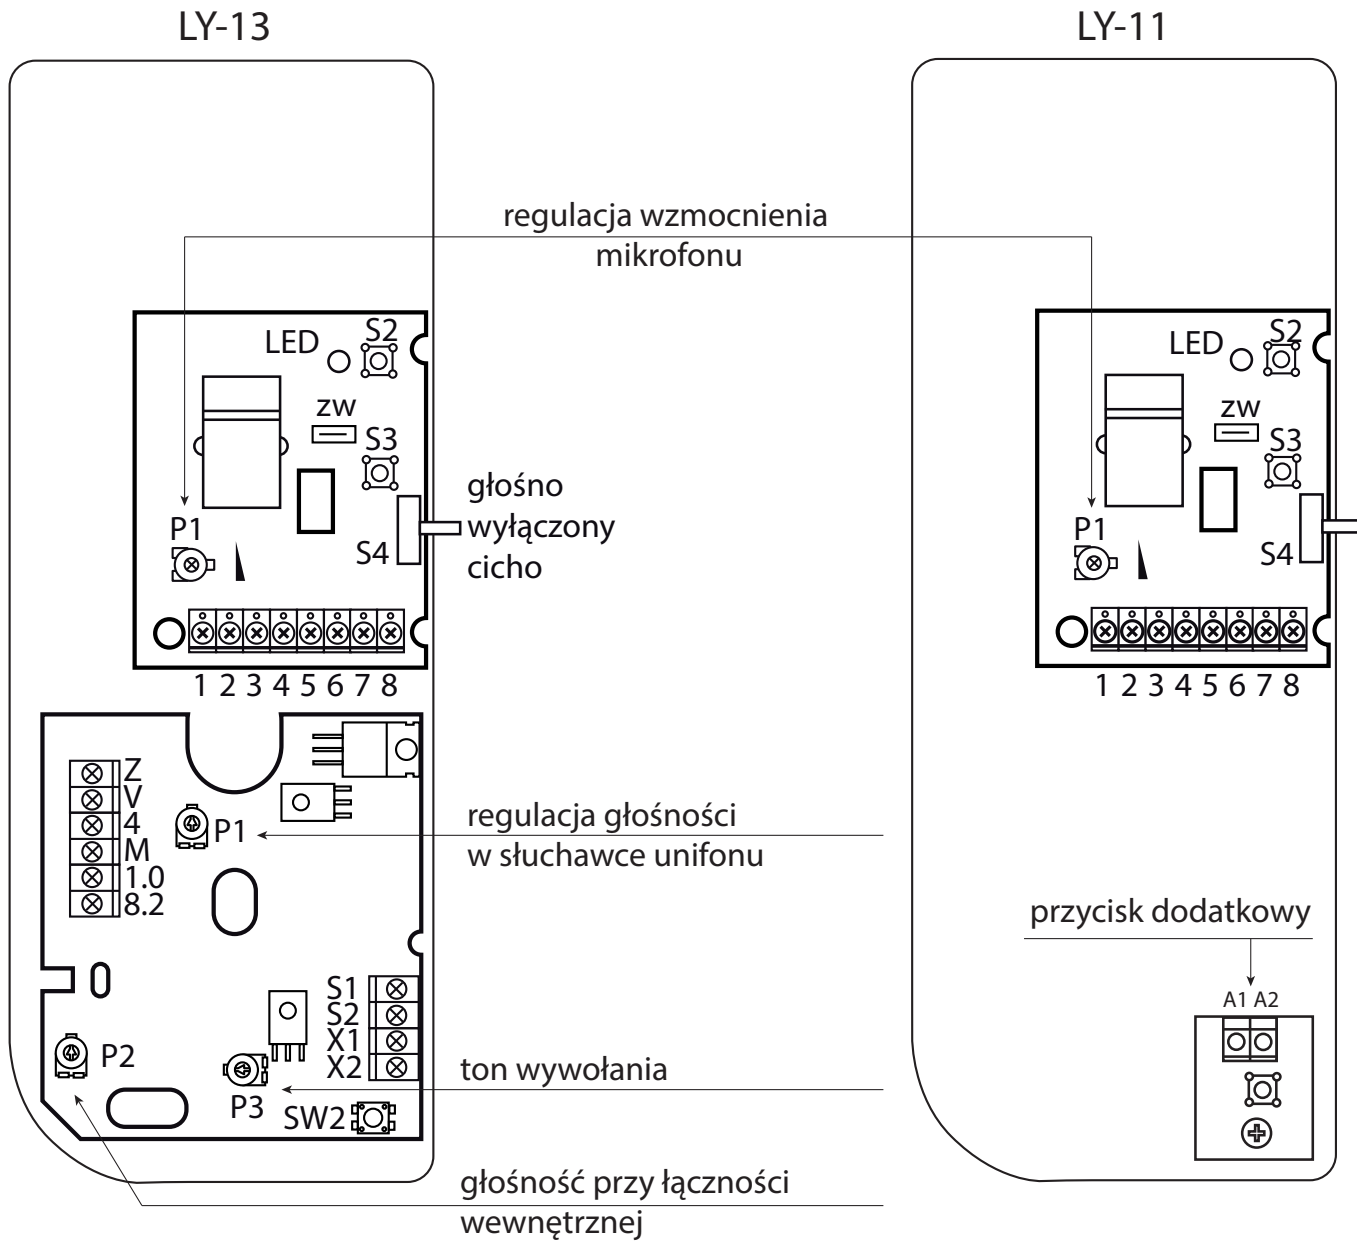 LY-13
LY-11
regulacja wzmocnienia
mikrofonu
LED
S2
zw
S3
P1
S4
głośno
wyłączony
cicho
1 2 3 4 5 6 7 8
LED
S2
zw
S3
P1
S4
1 2 3 4 5 6 7 8
Z
V
4
M
1.0
8.2
P1
regulacja głośności
w słuchawce unifonu
S1
S2
X1
X2
P2
P3
SW2
ton wywołania
głośność przy łączności
wewnętrznej
przycisk dodatkowy
A1 A2